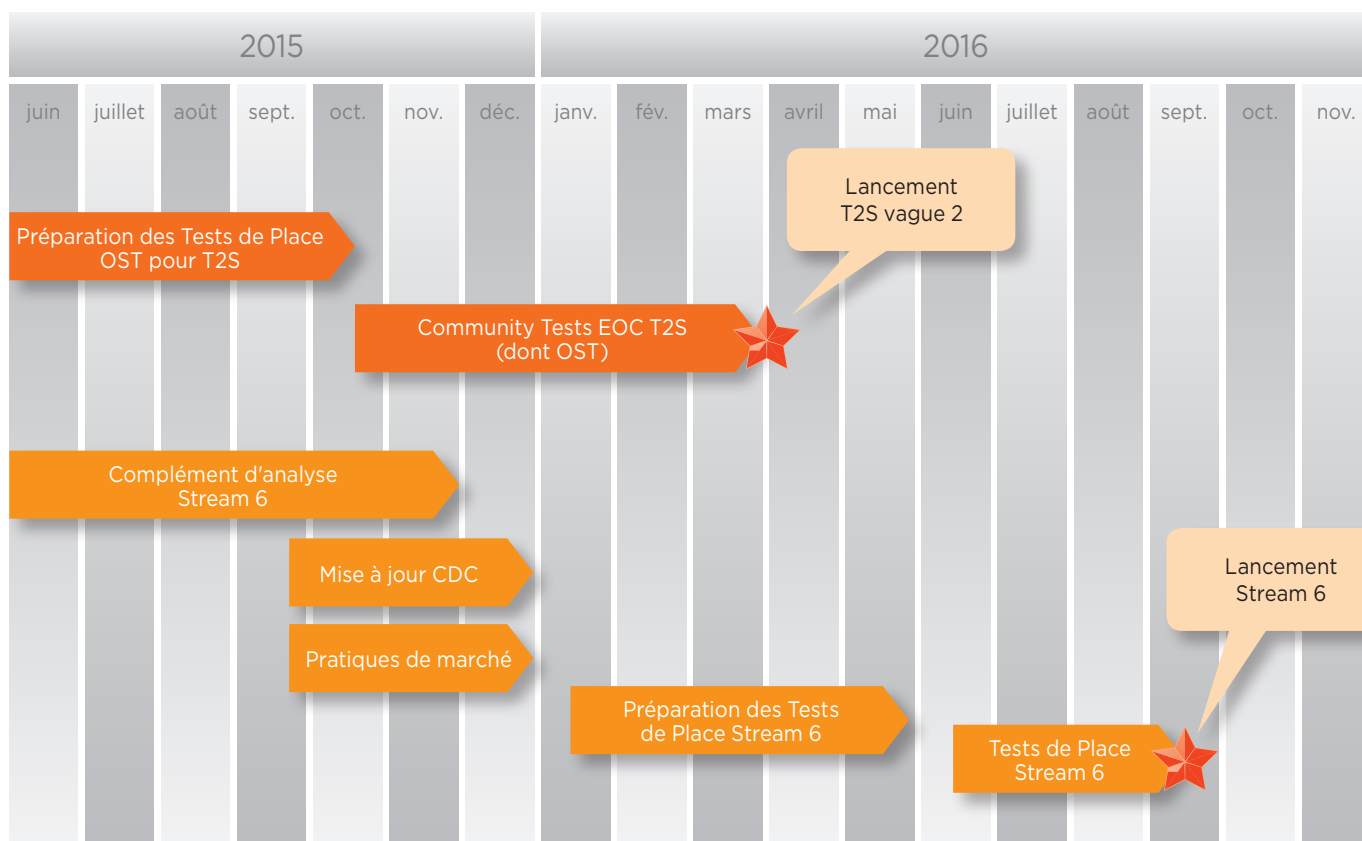 2015
2016
juin juillet août sept. oct. nov. déc. janv. fév. mars avril mai juin juillet août sept. oct. nov.
Lancement
T2S vague 2
Préparation des Tests de Place
OST pour T2S
Community Tests EOC T2S
(dont OST)
Complément d'analyse
Stream 6
Mise à jour CDC
Lancement
Stream 6
Pratiques de marché
Préparation des Tests
de Place Stream 6
Tests de Place
Stream 6